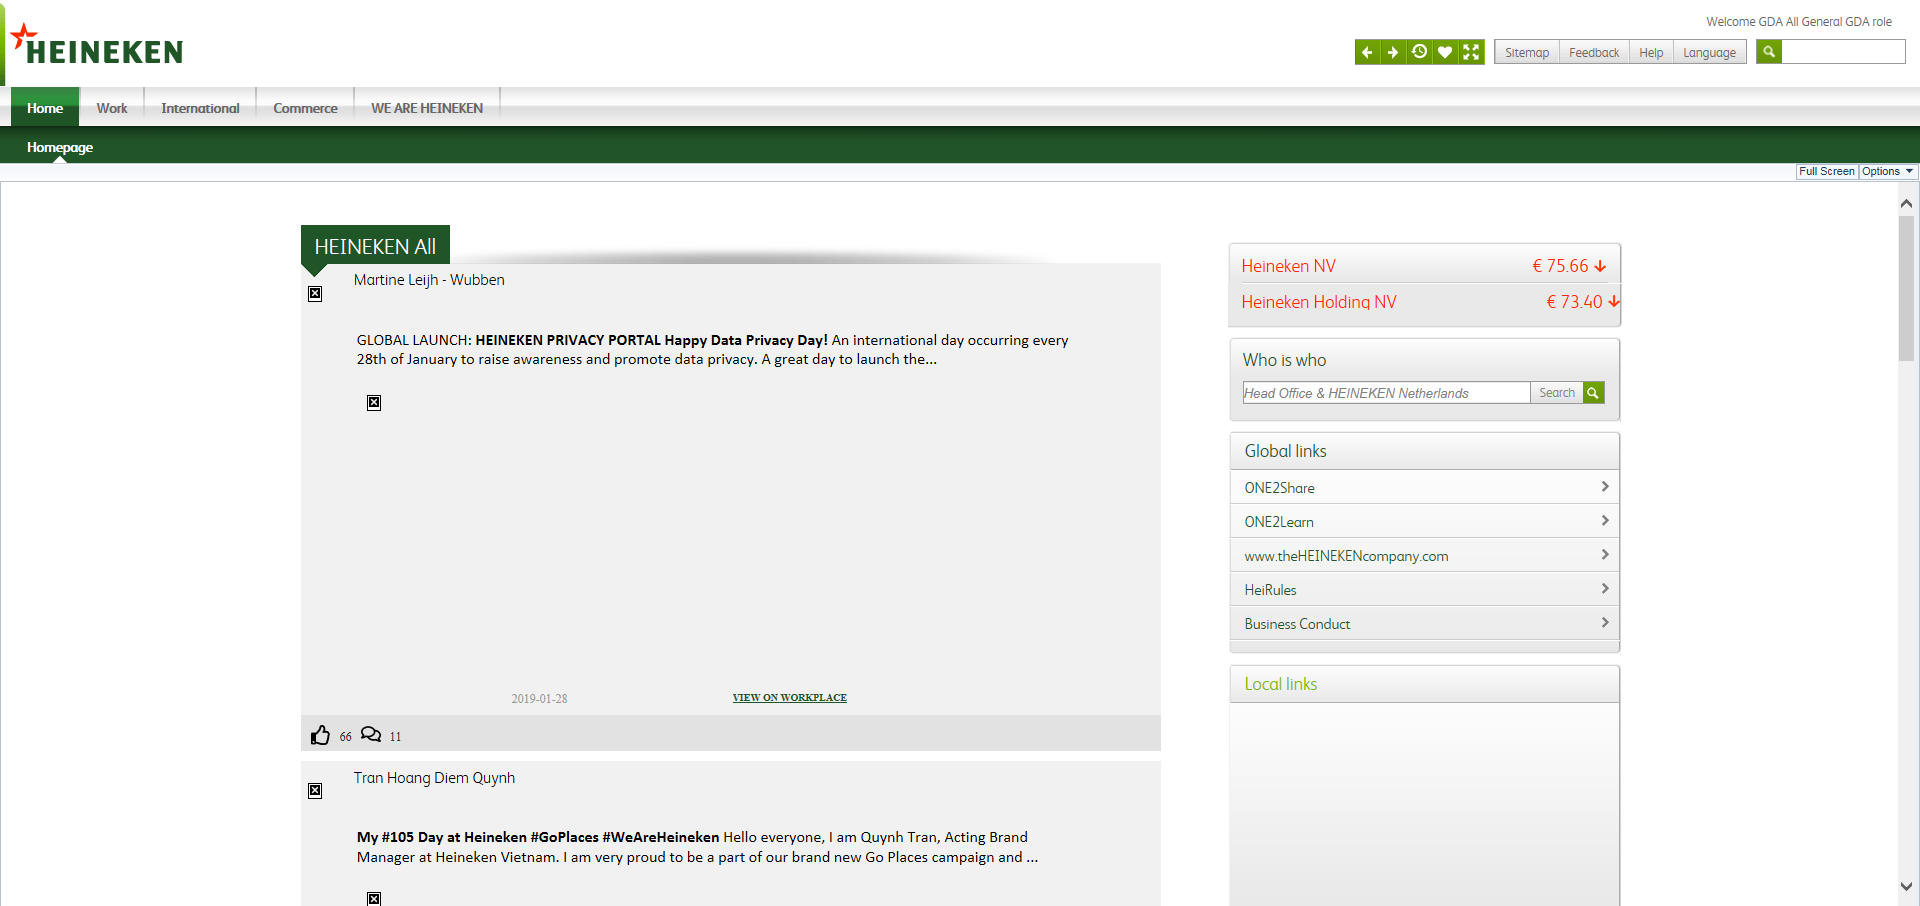 Welcome GDA All General GDA role
HEINEKEN
Sitemap Feedback Help Language
Home Work International Commerce WE ARE HEINEKEN
Homepage
Full Screen Options
HEINEKEN All
Martine Leijh - Wubben
GLOBAL LAUNCH: HEINEKEN PRIVACY PORTAL Happy Data Privacy Day! An international day occurring every
28th of January to raise awareness and promote data privacy. A great day to launch the...
2019-01-28 VIEW ON WORKPLACE
66 11
Tran Hoang Diem Quynh
My #105 Day at Heineken #GoPlaces #WeAreHeineken Hello everyone, I am Quynh Tran, Acting Brand
Manager at Heineken Vietnam. I am very proud to be a part of our brand new Go Places campaign and ...
Heineken NV € 75.66
Heineken Holding NV € 73.40
Who is who
Head Office & HEINEKEN Netherlands Search
Global links
ONE2Share
ONE2Learn
www.theHEINEKENcompany.com
HeiRules
Business Conduct
Local links